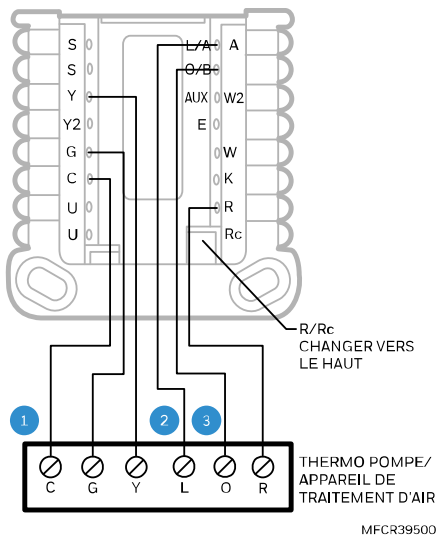 S L/A A
S O/B
Y AUX W2
Y2 E
G W
C K
U R
U Rc
R/Rc
CHANGER VERS
LE HAUT
1 2 3
C G Y L O R
THERMO POMPE/
APPAREIL DE
TRAITEMENT D'AIR
MFCR39500